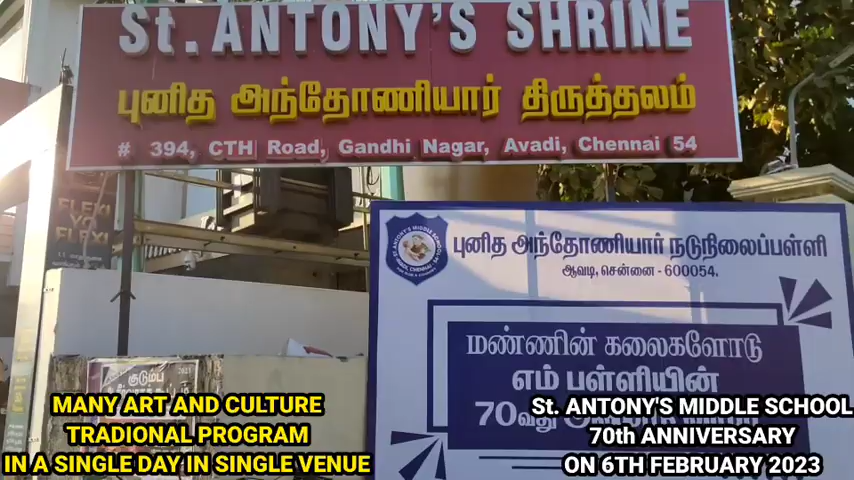 St. ANTONY'S SHRINE
புனித அந்தோணியார் திருத்தலம்
# 394, CTH Road, Gandhi Nagar, Avadi, Chennai 54
FLEXI
YO
FLEXI
புனித அந்தோணியார் நடுநிலைப்பள்ளி
ஆவடி, சென்னை - 600054.
மண்ணின் கலைகளோடு
எம் பள்ளியின்
70வது
குடும்ப
MANY ART AND CULTURE
TRADIONAL PROGRAM
IN A SINGLE DAY IN SINGLE VENUE
St. ANTONY'S MIDDLE SCHOOL
70th ANNIVERSARY
ON 6TH FEBRUARY 2023